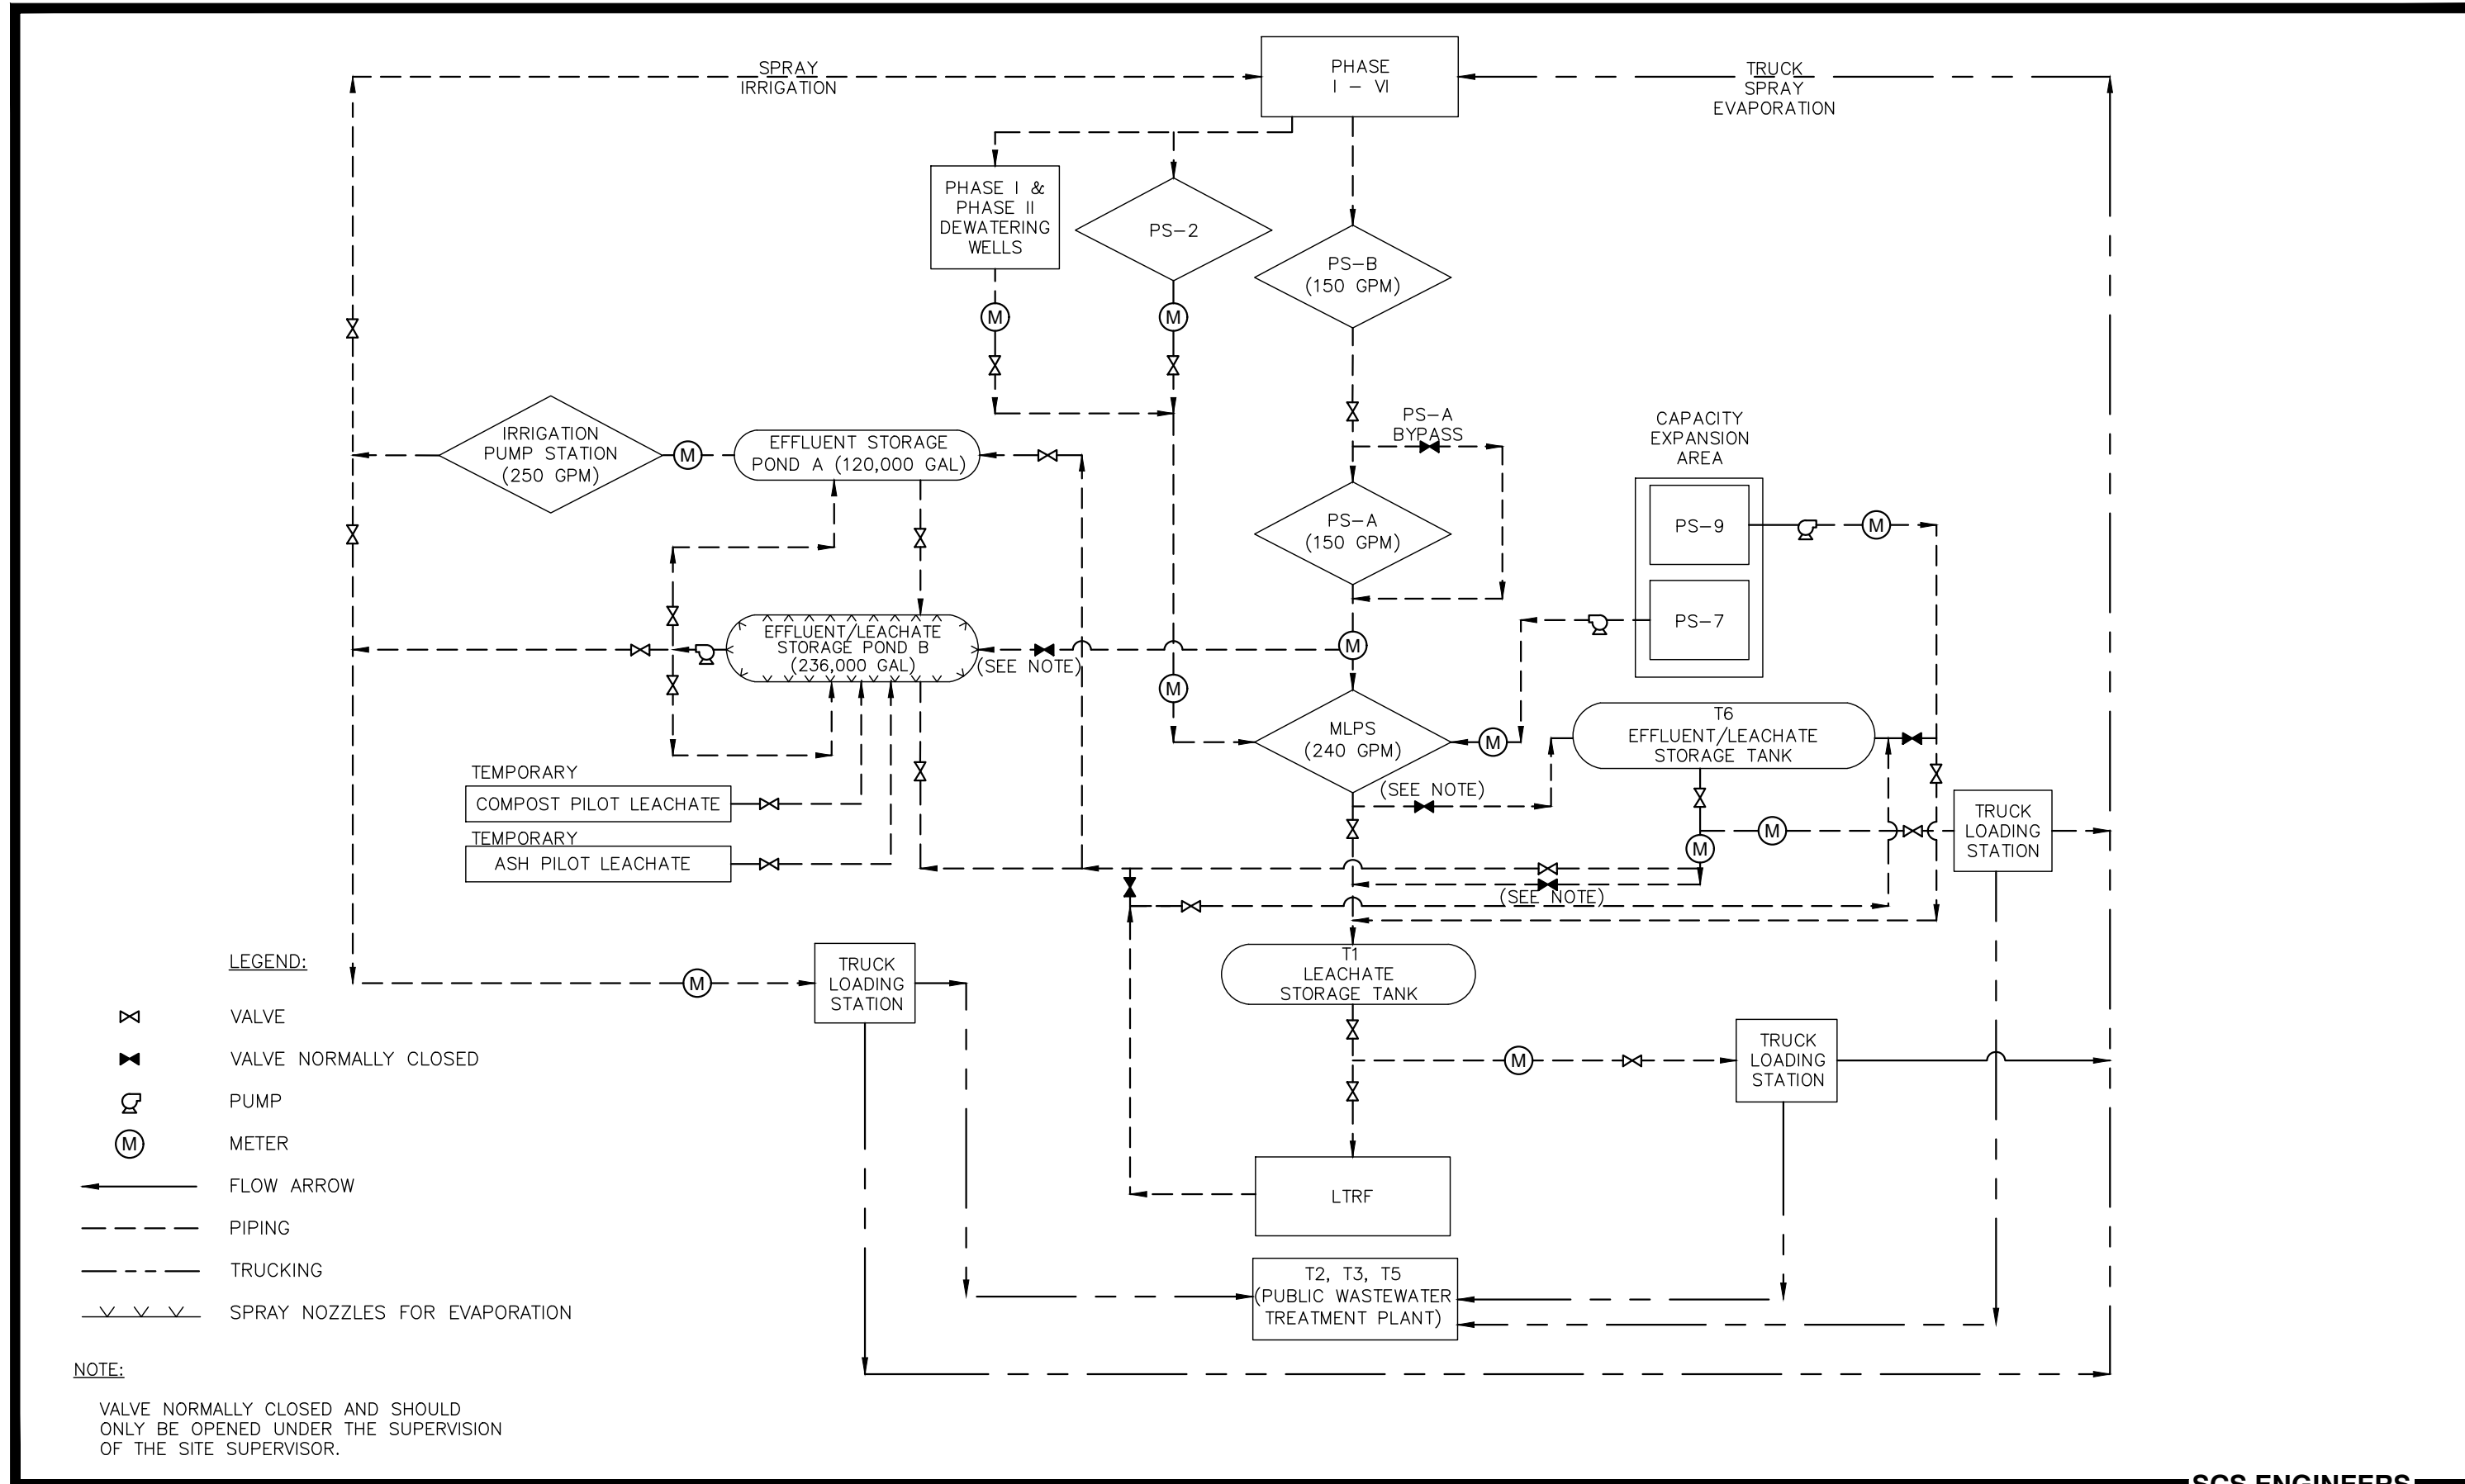 SPRAY
IRRIGATION
PHASE
I - VI
TRUCK
SPRAY
EVAPORATION
PHASE I &
PHASE II
DEWATERING
WELLS
PS-2
PS-B
(150 GPM)
M
M
IRRIGATION
PUMP STATION
(250 GPM)
M
EFFLUENT STORAGE
POND A (120,000 GAL)
PS-A
BYPASS
CAPACITY
EXPANSION
AREA
PS-A
(150 GPM)
PS-9
M
PS-7
EFFLUENT/LEACHATE
STORAGE POND B
(236,000 GAL)
(SEE NOTE)
M
M
MLPS
(240 GPM)
M
T6
EFFLUENT/LEACHATE
STORAGE TANK
(SEE NOTE)
TEMPORARY
COMPOST PILOT LEACHATE
TEMPORARY
ASH PILOT LEACHATE
M
M
TRUCK
LOADING
STATION
(SEE NOTE)
T1
LEACHATE
STORAGE TANK
M
TRUCK
LOADING
STATION
M
TRUCK
LOADING
STATION
LTRF
T2, T3, T5
(PUBLIC WASTEWATER
TREATMENT PLANT)
LEGEND:
VALVE
VALVE NORMALLY CLOSED
PUMP
M METER
FLOW ARROW
PIPING
TRUCKING
SPRAY NOZZLES FOR EVAPORATION
NOTE:
VALVE NORMALLY CLOSED AND SHOULD
ONLY BE OPENED UNDER THE SUPERVISION
OF THE SITE SUPERVISOR.
SCS ENGINEERS